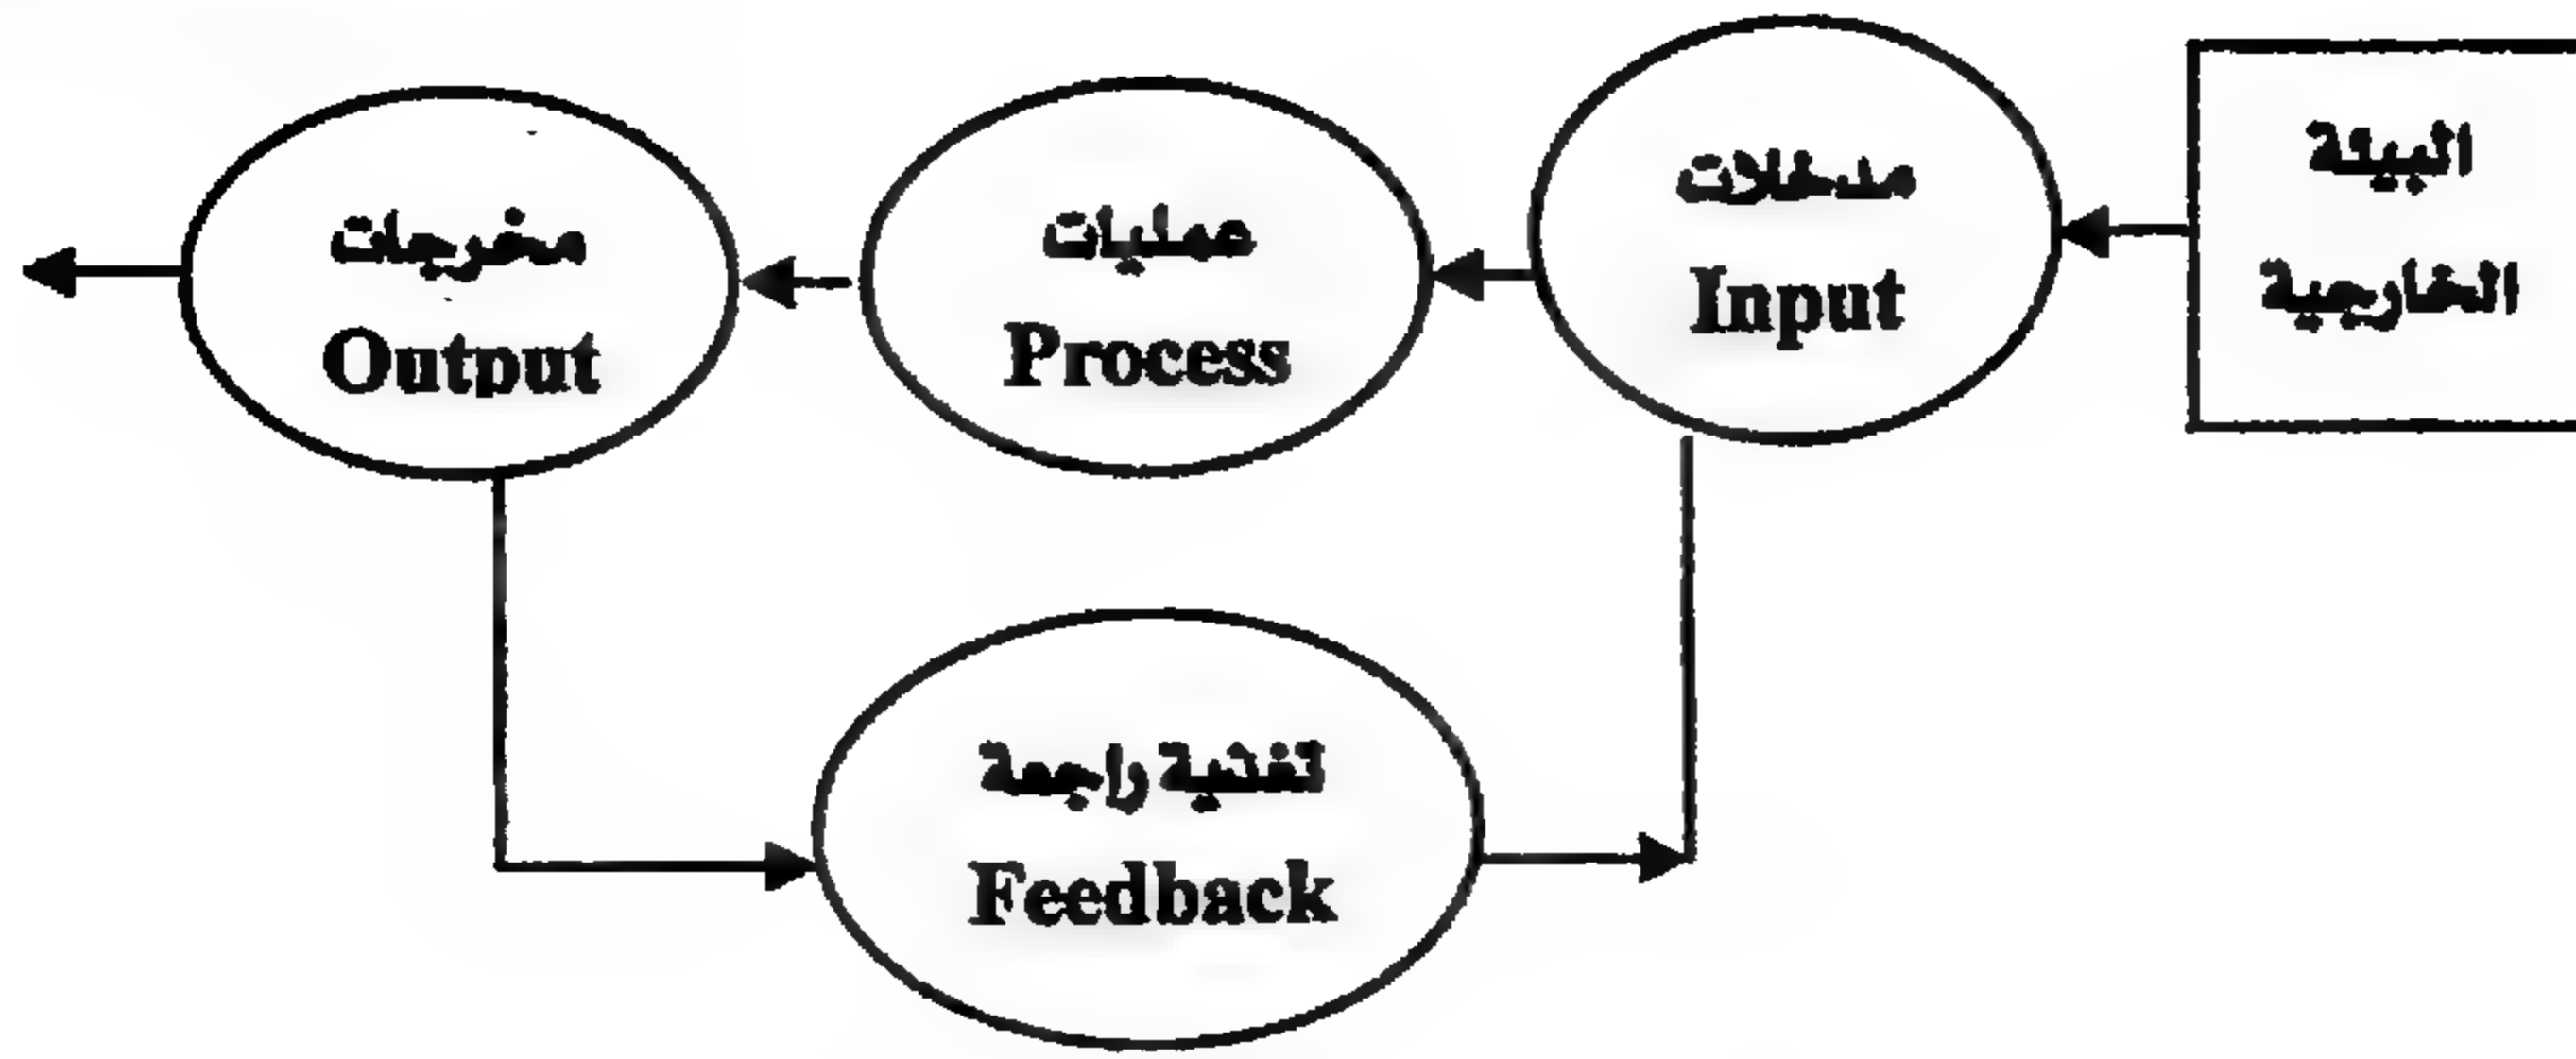 البيئة
الخارجية
مدخلات
Input
عمليات
Process
مخرجات
Output
تغذية راجعة
Feedback